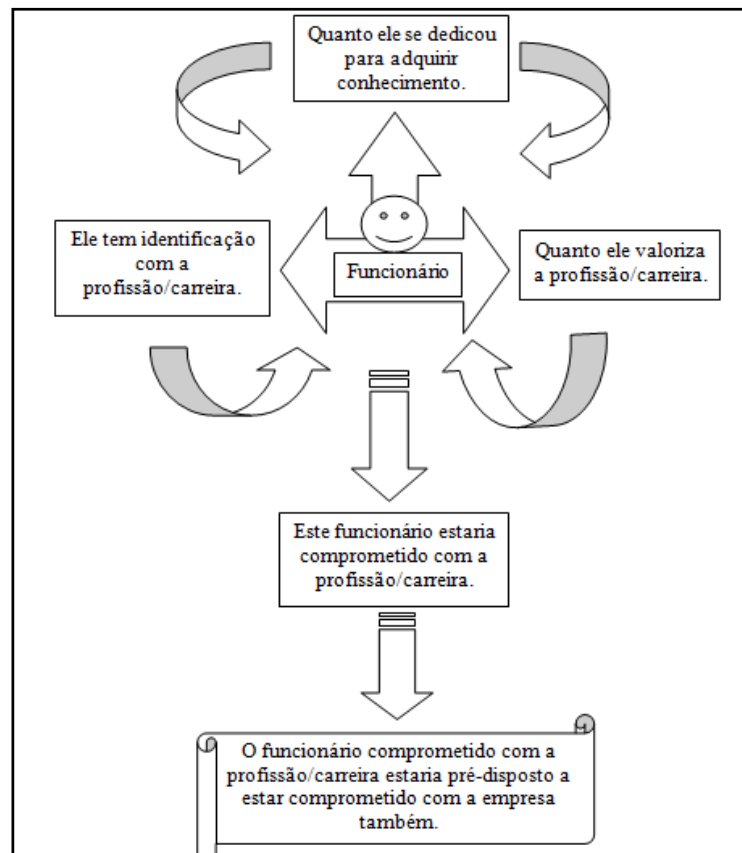 Quanto ele se dedicou
para adquirir
conhecimento.
Ele tem identificação
com a
profissão/carreira.
Funcionário
Quanto ele valoriza
a profissão/carreira.
Este funcionário estaria
comprometido com a
profissão/carreira.
O funcionário comprometido com a
profissão/carreira estaria pré-disposto a
estar comprometido com a empresa
também.